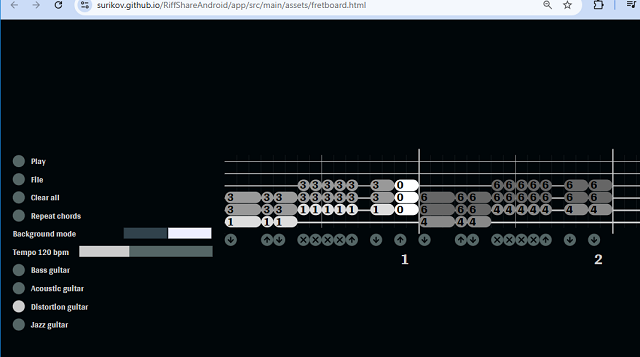 surikov.github.io/RiffShareAndroid/app/src/main/assets/fretboard.html
Play
File
Clear all
Repeat chords
Background mode
Tempo 120 bpm
Bass guitar
Acoustic guitar
Distortion guitar
Jazz guitar
3 3 3 3 3 3 0 6 6 6 6 6 6 6
3 3 3 3 3 3 3 3 3 0 6 6 6 6 6 6 6 6 6 6
3 3 3 1 1 1 1 1 1 0 6 6 6 4 4 4 4 4 4 4
1 1 1 4 4 4
1 2